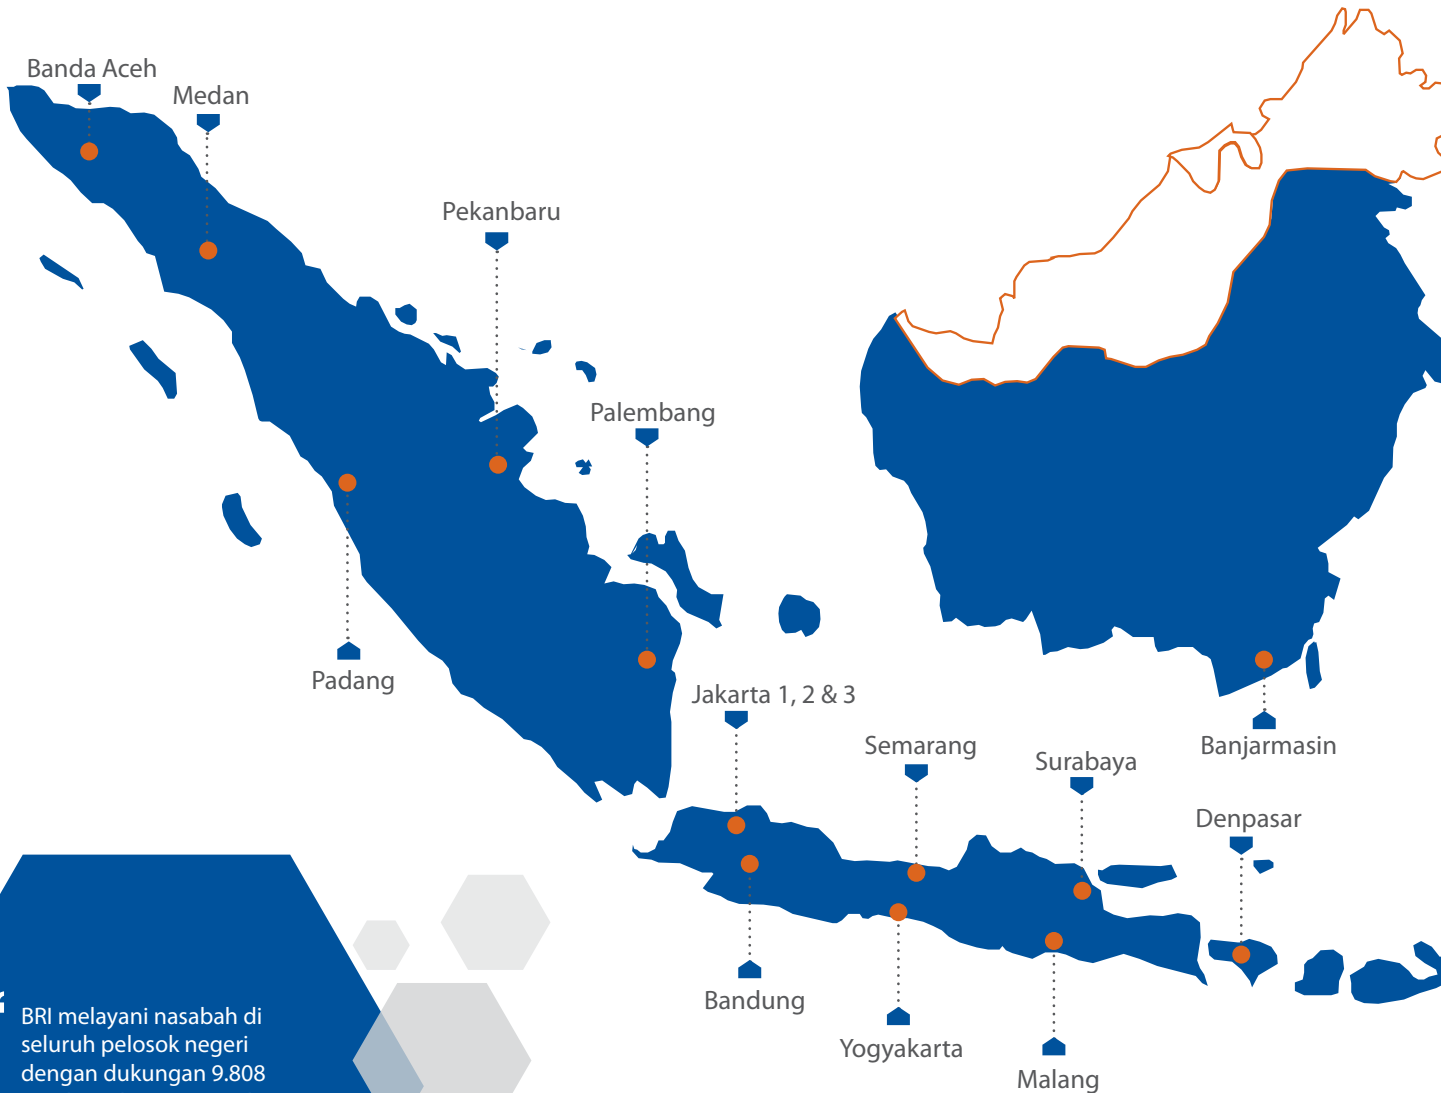 Banda Aceh
Medan
Pekanbaru
Palembang
Padang
Jakarta 1, 2 & 3
Semarang
Surabaya
Banjarmasin
Denpasar
Bandung
Yogyakarta
Malang
BRI melayani nasabah di
seluruh pelosok negeri
dengan dukungan 9.808